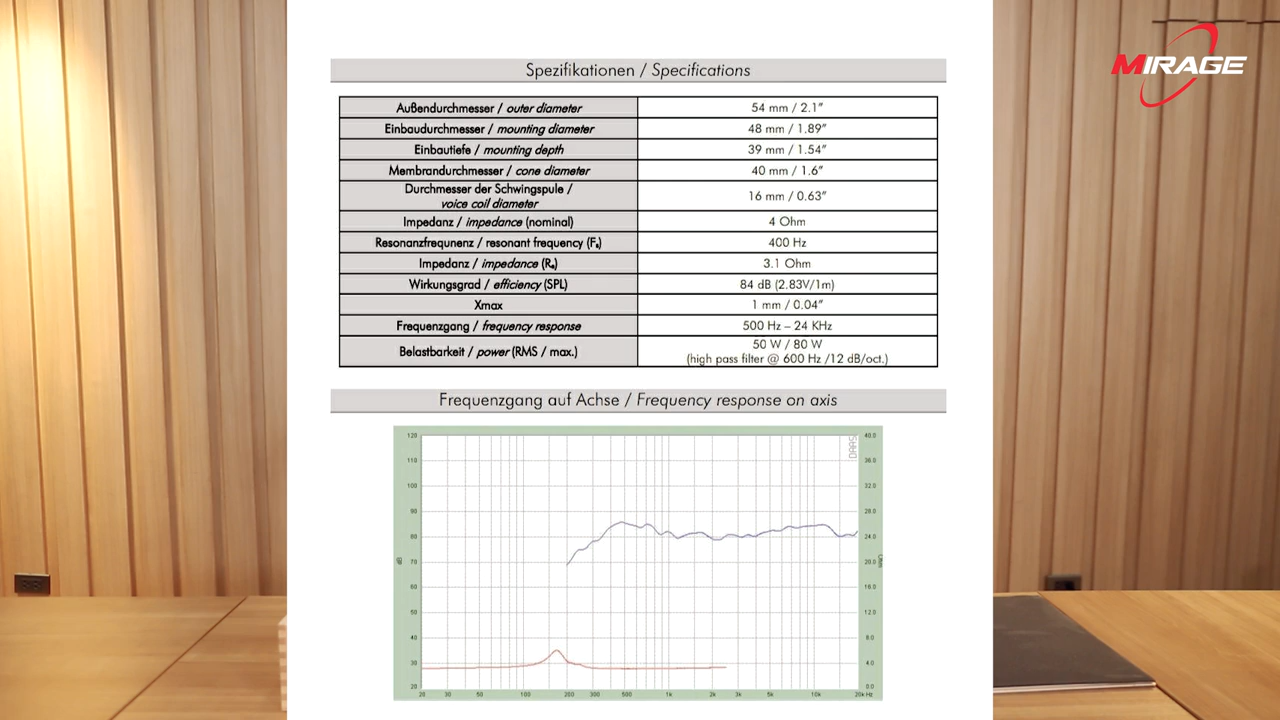 MIRAGE
Spezifikationen / Specifications
Außendurchmesser / outer diameter 54 mm / 2.1″
Einbaudurchmesser / mounting diameter 48 mm / 1.89″
Einbautiefe / mounting depth 39 mm / 1.54″
Membrandurchmesser / cone diameter 40 mm / 1.6″
Durchmesser der Schwingspule /
voice coil diameter 16 mm / 0.63″
Impedanz / impedance (nominal) 4 Ohm
Resonanzfrequnenz / resonant frequency (Fs) 400 Hz
Impedanz / impedance (Re) 3.1 Ohm
Wirkungsgrad / efficiency (SPL) 84 dB (2.83V/1m)
Xmax 1 mm / 0.04″
Frequenzgang / frequency response 500 Hz – 24 KHz
Belastbarkeit / power (RMS / max.) 50 W / 80 W
(high pass filter @ 600 Hz /12 dB/oct.)
Frequenzgang auf Achse / Frequency response on axis
120 40.0
DAAS
110 36.0
100 32.0
90 28.0
80 24.0
dB 70 20.0 Ohm
60 16.0
50 12.0
40 8.0
30 4.0
20 0.0
20 30 50 100 200 300 500 1k 2k 3k 5k 10k 20k Hz